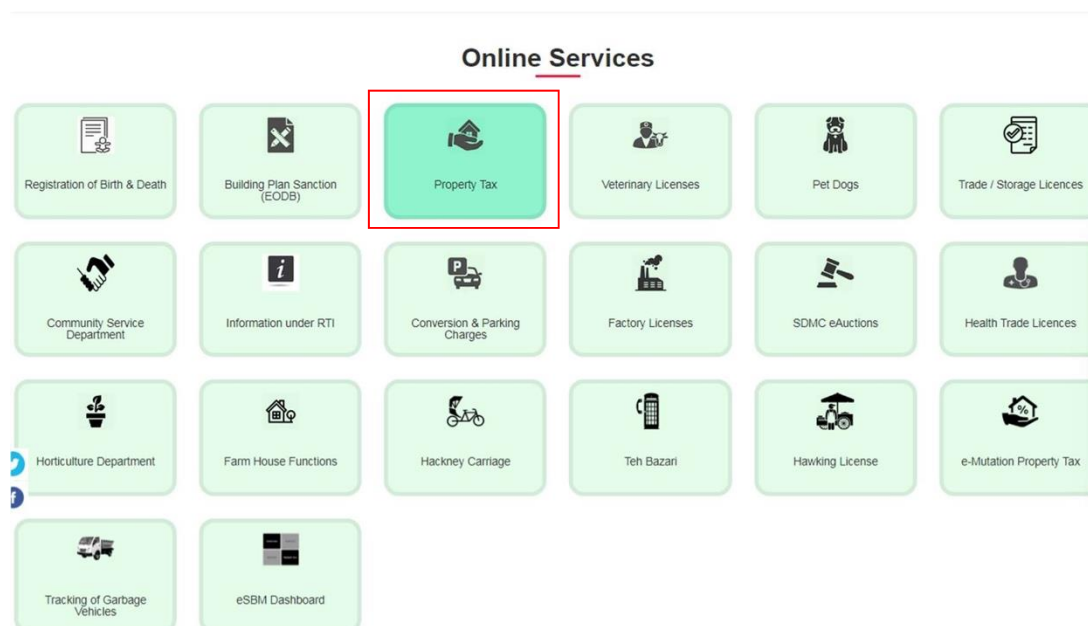 Online Services
Registration of Birth & Death
Building Plan Sanction
(EODB)
Property Tax
Veterinary Licenses
Pet Dogs
Trade / Storage Licences
Community Service
Department
Information under RTI
Conversion & Parking
Charges
Factory Licenses
SDMC eAuctions
Health Trade Licences
Horticulture Department
Farm House Functions
Hackney Carriage
Teh Bazari
Hawking License
e-Mutation Property Tax
Tracking of Garbage
Vehicles
eSBM Dashboard